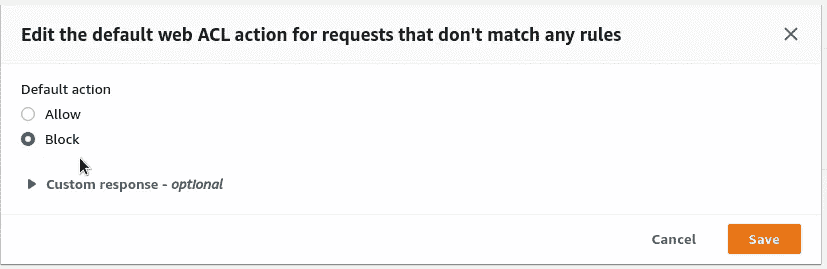 Edit the default web ACL action for requests that don't match any rules
Default action
Allow
Block
Custom response - optional
Cancel
Save